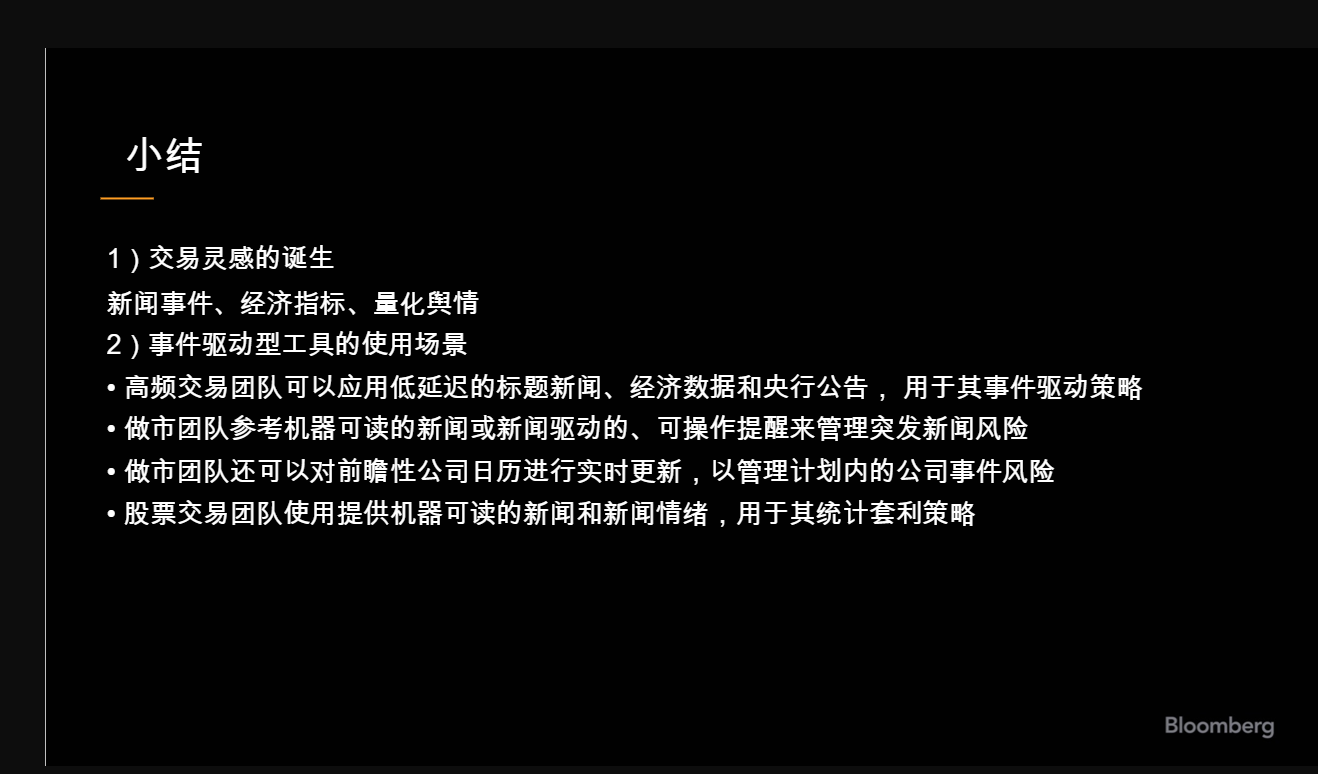 小结
1）交易灵感的诞生
新闻事件、经济指标、量化舆情
2）事件驱动型工具的使用场景
• 高频交易团队可以应用低延迟的标题新闻、经济数据和央行公告， 用于其事件驱动策略
• 做市团队参考机器可读的新闻或新闻驱动的、可操作提醒来管理突发新闻风险
• 做市团队还可以对前瞻性公司日历进行实时更新，以管理计划内的公司事件风险
• 股票交易团队使用提供机器可读的新闻和新闻情绪，用于其统计套利策略
Bloomberg